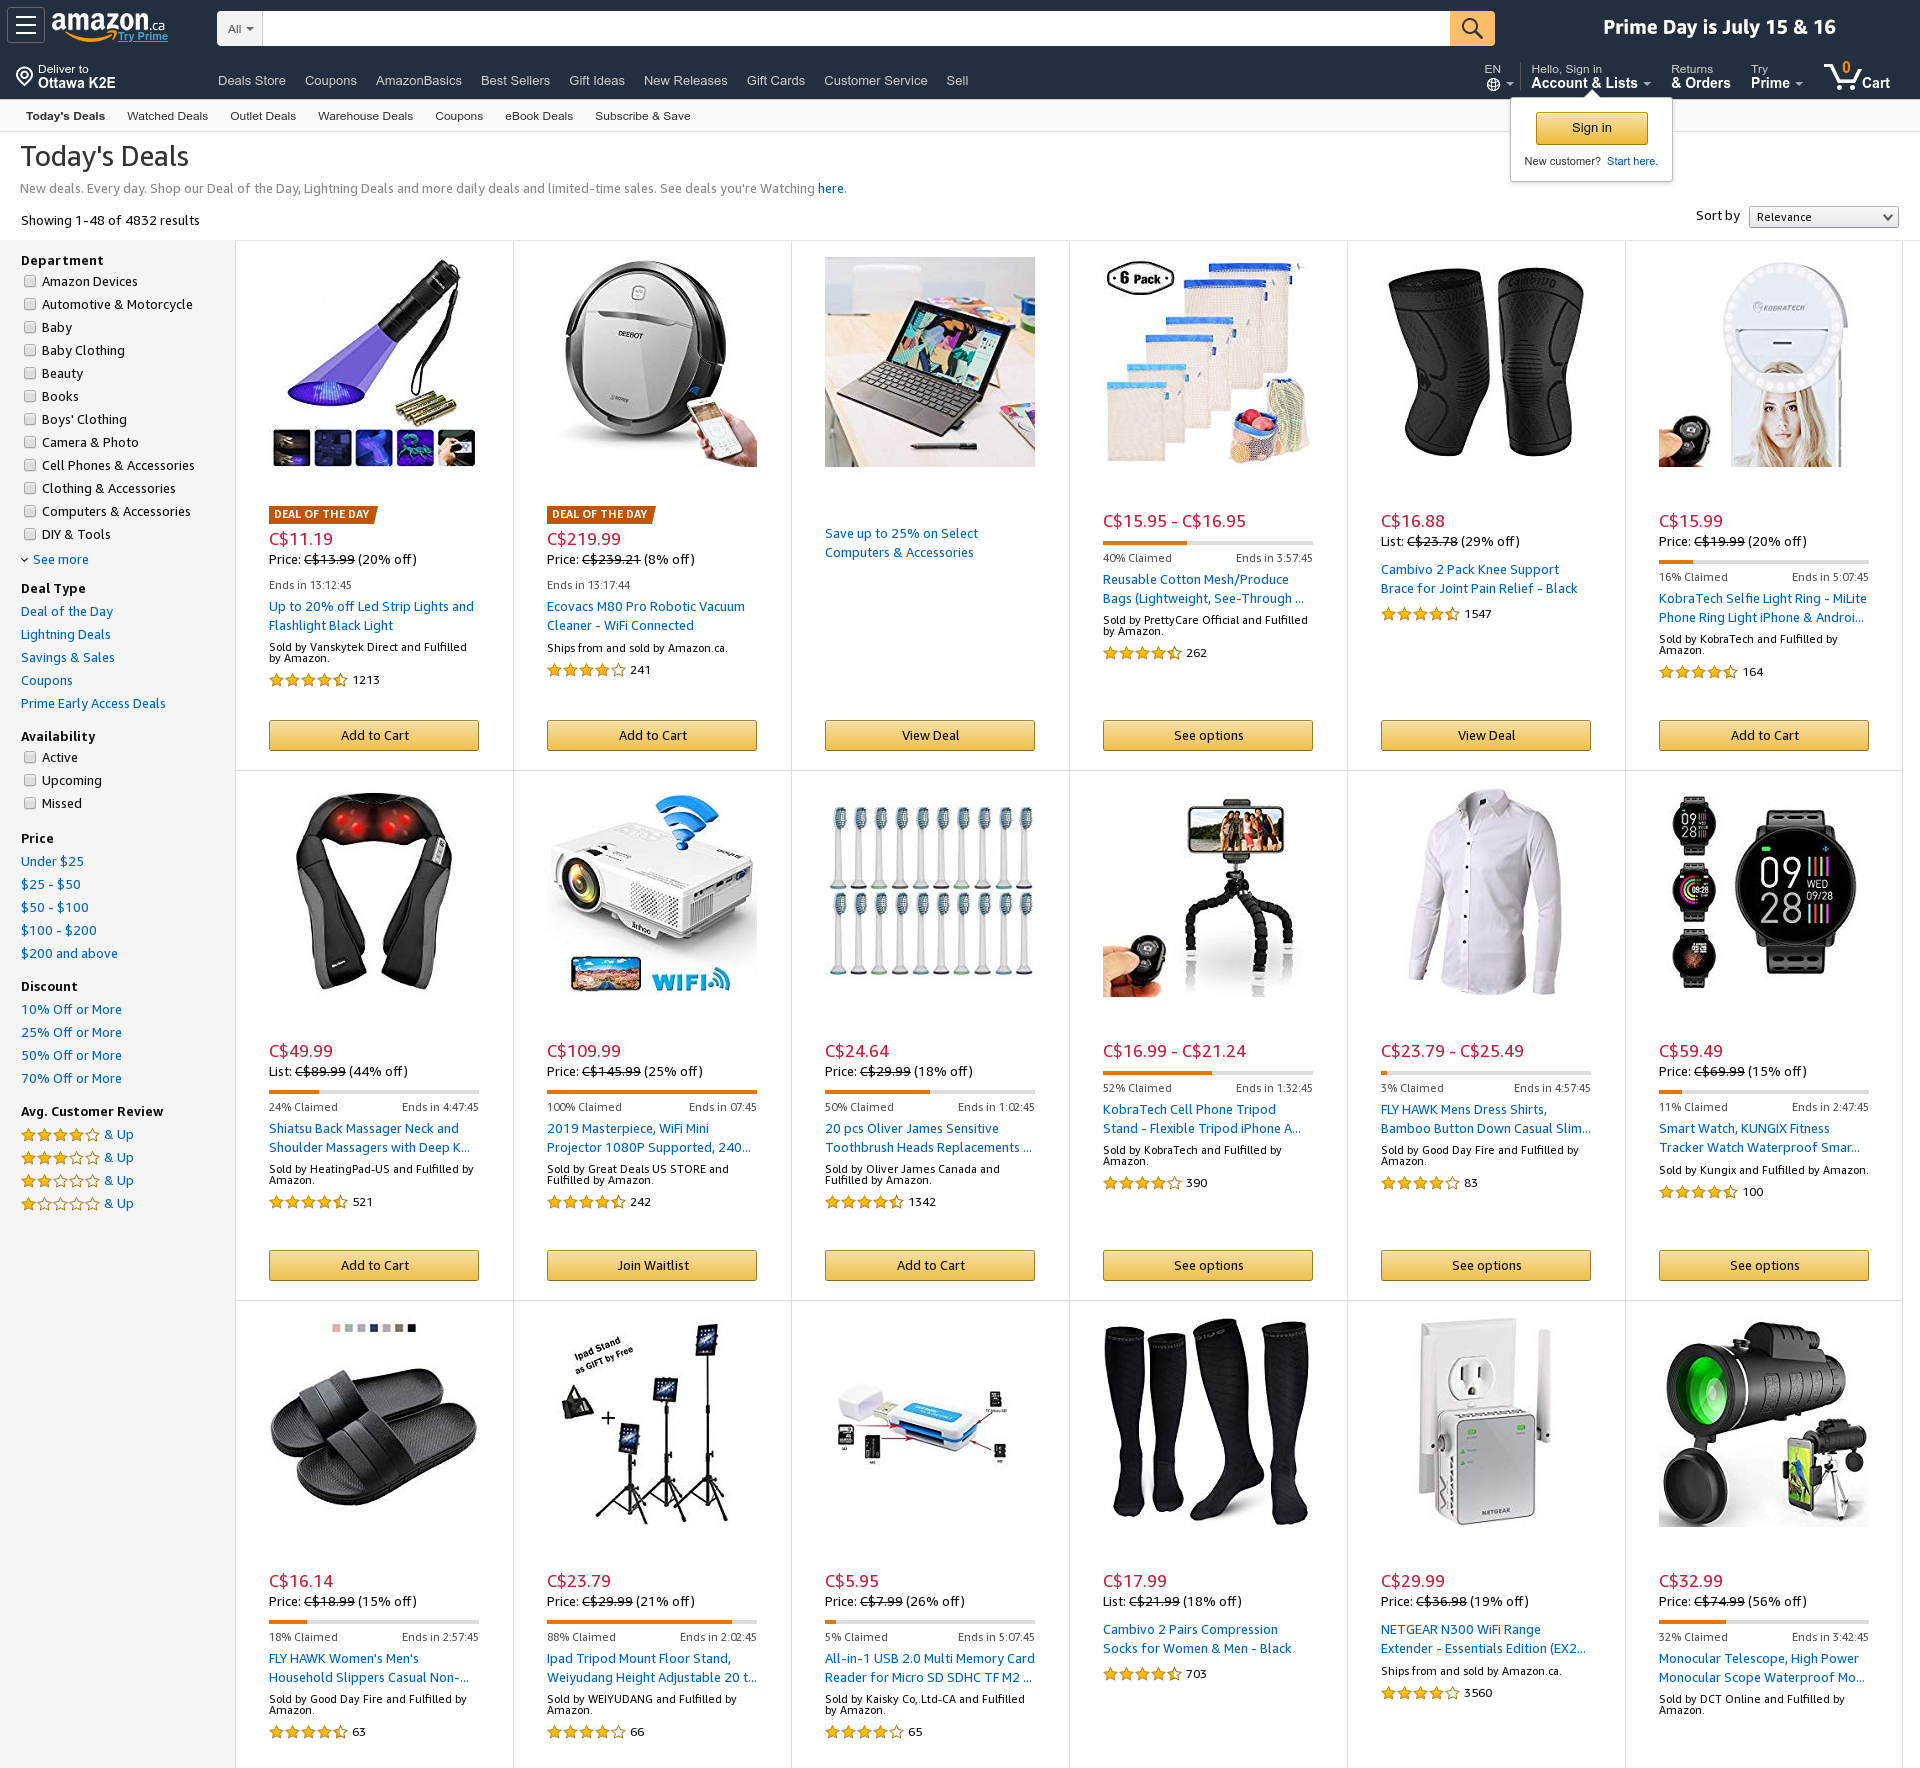 amazon.ca
Try Prime
All
Prime Day is July 15 & 16
Deliver to
Ottawa K2E
Deals Store Coupons AmazonBasics Best Sellers Gift Ideas New Releases Gift Cards Customer Service Sell
EN
Hello, Sign in
Account & Lists
Returns
& Orders
Try
Prime
0
Cart
Today's Deals Watched Deals Outlet Deals Warehouse Deals Coupons eBook Deals Subscribe & Save
Sign in
New customer? Start here.
Today's Deals
New deals. Every day. Shop our Deal of the Day, Lightning Deals and more daily deals and limited-time sales. See deals you're Watching here.
Showing 1-48 of 4832 results
Sort by Relevance
Department
Amazon Devices
Automotive & Motorcycle
Baby
Baby Clothing
Beauty
Books
Boys' Clothing
Camera & Photo
Cell Phones & Accessories
Clothing & Accessories
Computers & Accessories
DIY & Tools
See more
Deal Type
Deal of the Day
Lightning Deals
Savings & Sales
Coupons
Prime Early Access Deals
Availability
Active
Upcoming
Missed
Price
Under $25
$25 - $50
$50 - $100
$100 - $200
$200 and above
Discount
10% Off or More
25% Off or More
50% Off or More
70% Off or More
Avg. Customer Review
& Up
& Up
& Up
& Up
DEAL OF THE DAY
C$11.19
Price: C$13.99 (20% off)
Ends in 13:12:45
Up to 20% off Led Strip Lights and
Flashlight Black Light
Sold by Vanskytek Direct and Fulfilled
by Amazon.
1213
Add to Cart
DEEBOT
DEAL OF THE DAY
C$219.99
Price: C$239.21 (8% off)
Ends in 13:17:44
Ecovacs M80 Pro Robotic Vacuum
Cleaner - WiFi Connected
Ships from and sold by Amazon.ca.
241
Add to Cart
Save up to 25% on Select
Computers & Accessories
View Deal
6 Pack
C$15.95 - C$16.95
40% Claimed Ends in 3:57:45
Reusable Cotton Mesh/Produce
Bags (Lightweight, See-Through ...
Sold by PrettyCare Official and Fulfilled
by Amazon.
262
See options
Cambivo Cambivo
C$16.88
List: C$23.78 (29% off)
Cambivo 2 Pack Knee Support
Brace for Joint Pain Relief - Black
1547
View Deal
KOBRATECH
C$15.99
Price: C$19.99 (20% off)
16% Claimed Ends in 5:07:45
KobraTech Selfie Light Ring - MiLite
Phone Ring Light iPhone & Androi...
Sold by KobraTech and Fulfilled by
Amazon.
164
Add to Cart
C$49.99
List: C$89.99 (44% off)
24% Claimed Ends in 4:47:45
Shiatsu Back Massager Neck and
Shoulder Massagers with Deep K...
Sold by HeatingPad-US and Fulfilled by
Amazon.
521
Add to Cart
jinhoo
WIFI
C$109.99
Price: C$145.99 (25% off)
100% Claimed Ends in 07:45
2019 Masterpiece, WiFi Mini
Projector 1080P Supported, 240...
Sold by Great Deals US STORE and
Fulfilled by Amazon.
242
Join Waitlist
C$24.64
Price: C$29.99 (18% off)
50% Claimed Ends in 1:02:45
20 pcs Oliver James Sensitive
Toothbrush Heads Replacements ...
Sold by Oliver James Canada and
Fulfilled by Amazon.
1342
Add to Cart
C$16.99 - C$21.24
52% Claimed Ends in 1:32:45
KobraTech Cell Phone Tripod
Stand - Flexible Tripod iPhone A...
Sold by KobraTech and Fulfilled by
Amazon.
390
See options
C$23.79 - C$25.49
3% Claimed Ends in 4:57:45
FLY HAWK Mens Dress Shirts,
Bamboo Button Down Casual Slim...
Sold by Good Day Fire and Fulfilled by
Amazon.
83
See options
09
28
09:28
09
WED
09/28
28
C$59.49
Price: C$69.99 (15% off)
11% Claimed Ends in 2:47:45
Smart Watch, KUNGIX Fitness
Tracker Watch Waterproof Smar...
Sold by Kungix and Fulfilled by Amazon.
100
See options
C$16.14
Price: C$18.99 (15% off)
18% Claimed Ends in 2:57:45
FLY HAWK Women's Men's
Household Slippers Casual Non-...
Sold by Good Day Fire and Fulfilled by
Amazon.
63
Ipad Stand
as GIFT by Free
+
C$23.79
Price: C$29.99 (21% off)
88% Claimed Ends in 2:02:45
Ipad Tripod Mount Floor Stand,
Weiyudang Height Adjustable 20 t...
Sold by WEIYUDANG and Fulfilled by
Amazon.
66
C$5.95
Price: C$7.99 (26% off)
5% Claimed Ends in 5:07:45
All-in-1 USB 2.0 Multi Memory Card
Reader for Micro SD SDHC TF M2 ...
Sold by Kaisky Co,.Ltd-CA and Fulfilled
by Amazon.
65
C$17.99
List: C$21.99 (18% off)
Cambivo 2 Pairs Compression
Socks for Women & Men - Black
703
NETGEAR
C$29.99
Price: C$36.98 (19% off)
NETGEAR N300 WiFi Range
Extender - Essentials Edition (EX2...
Ships from and sold by Amazon.ca.
3560
C$32.99
Price: C$74.99 (56% off)
32% Claimed Ends in 3:42:45
Monocular Telescope, High Power
Monocular Scope Waterproof Mo...
Sold by DCT Online and Fulfilled by
Amazon.